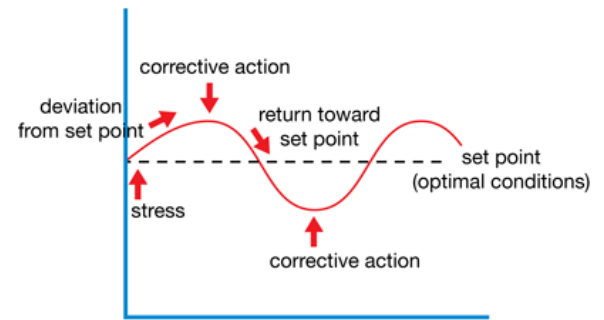 corrective action
deviation
from set point
return toward
set point
set point
(optimal conditions)
stress
corrective action